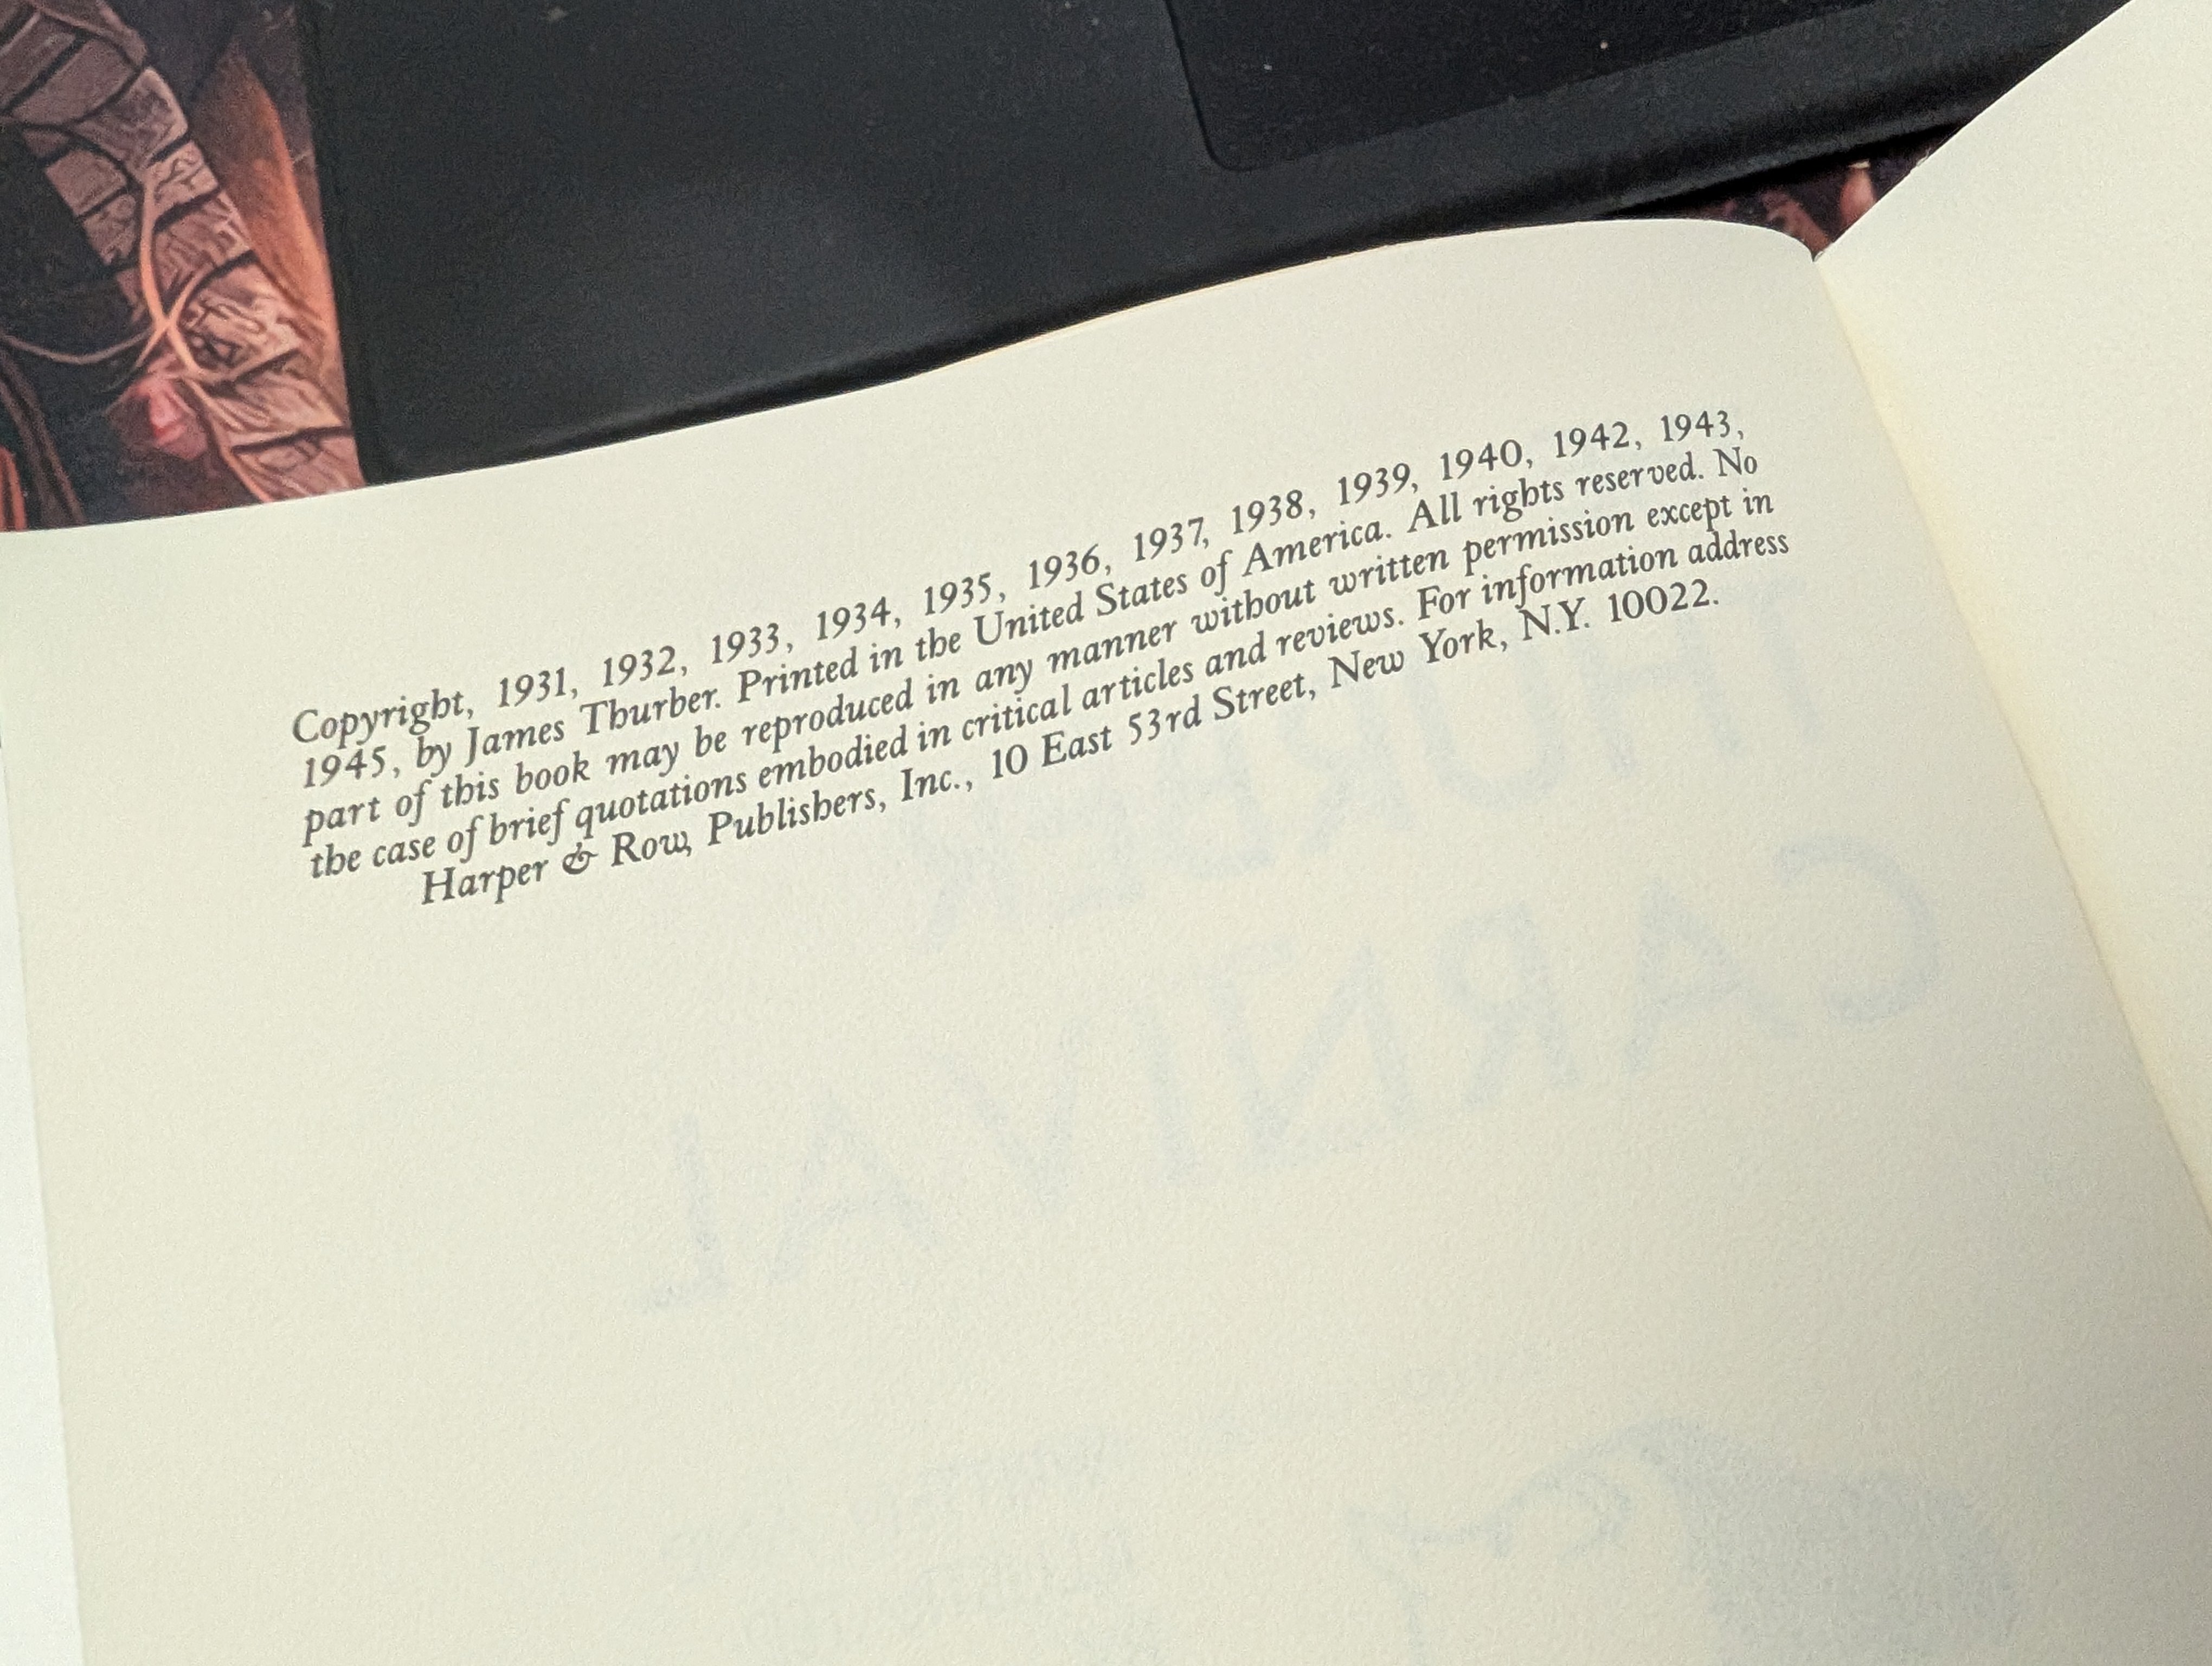 Copyright, 1931, 1932, 1933, 1934, 1935, 1936, 1937, 1938, 1939, 1940, 1942, 1943,
1945, by James Thurber. Printed in the United States of America. All rights reserved. No
part of this book may be reproduced in any manner without written permission except in
the case of brief quotations embodied in critical articles and reviews. For information address
Harper & Row, Publishers, Inc., 10 East 53rd Street, New York, N.Y. 10022.
CARNIVAL